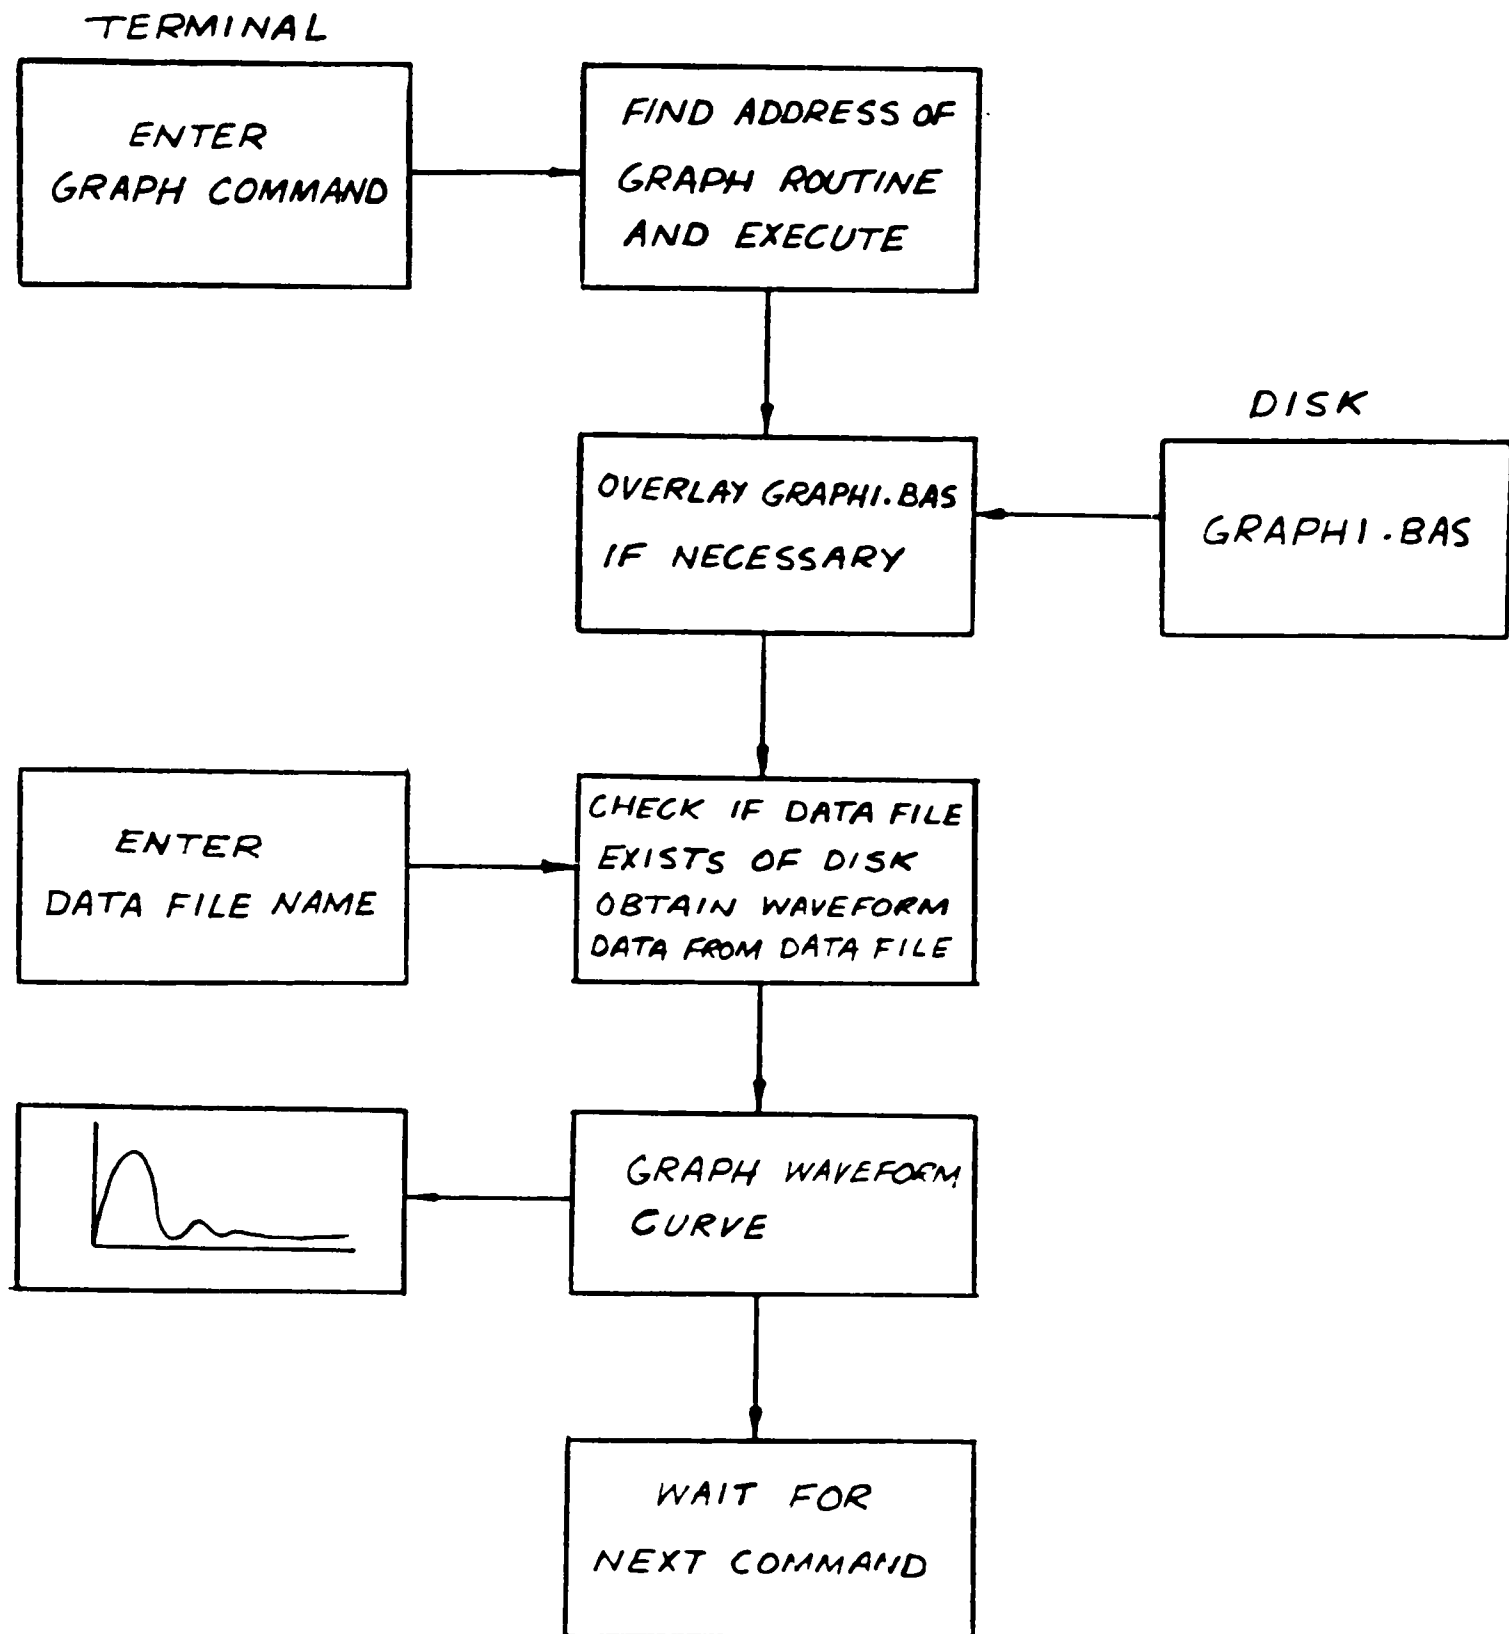 TERMINAL
ENTER
GRAPH COMMAND
FIND ADDRESS OF
GRAPH ROUTINE
AND EXECUTE
DISK
OVERLAY GRAPH1.BAS
IF NECESSARY
GRAPH1.BAS
ENTER
DATA FILE NAME
CHECK IF DATA FILE
EXISTS OF DISK
OBTAIN WAVEFORM
DATA FROM DATA FILE
GRAPH WAVEFORM
CURVE
WAIT FOR
NEXT COMMAND